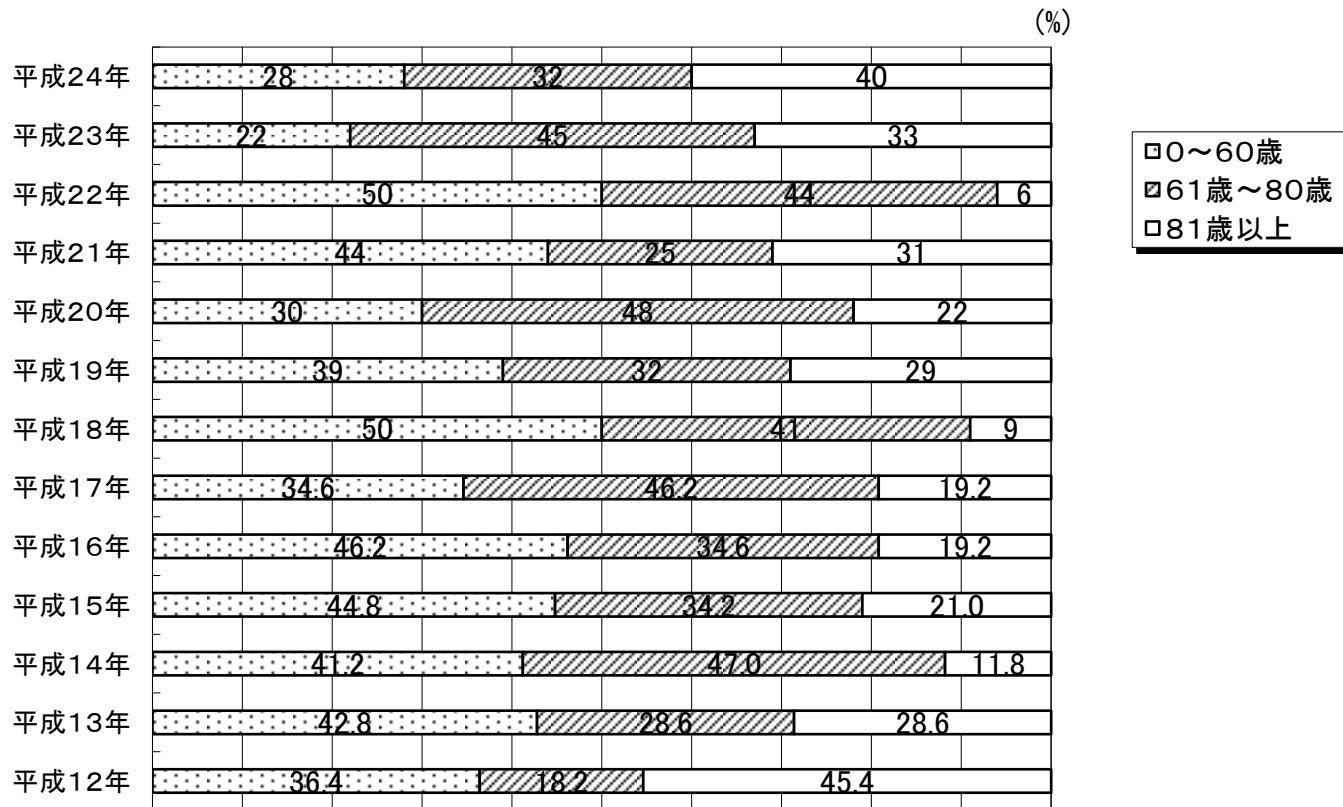 (%)
平成24年 28 32 40
平成23年 22 45 33
平成22年 50 44 6
平成21年 44 25 31
平成20年 30 48 22
平成19年 39 32 29
平成18年 50 41 9
平成17年 34.6 46.2 19.2
平成16年 46.2 34.6 19.2
平成15年 44.8 34.2 21.0
平成14年 41.2 47.0 11.8
平成13年 42.8 28.6 28.6
平成12年 36.4 18.2 45.4
0～60歳
61歳～80歳
81歳以上